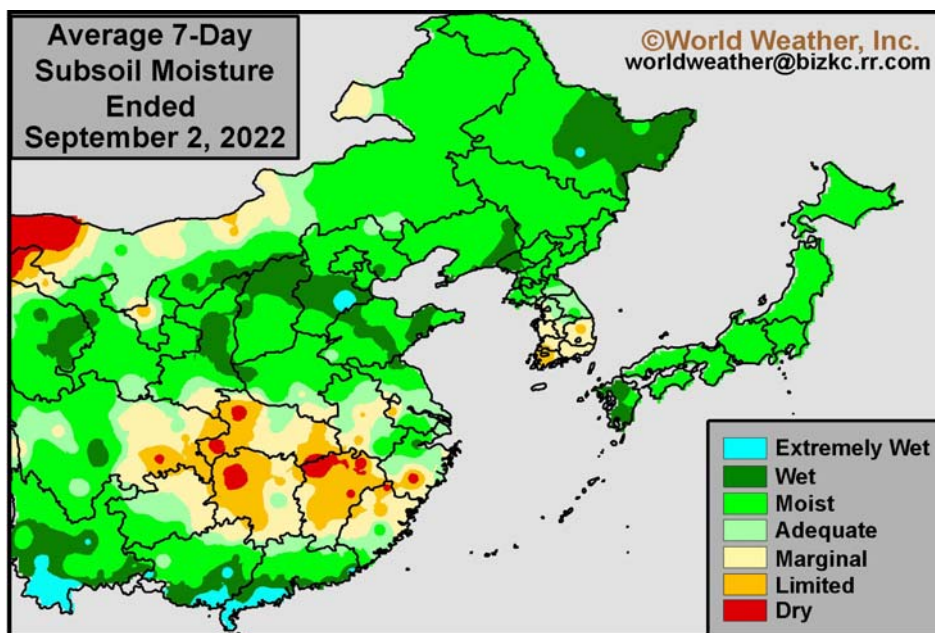 Average 7-Day
Subsoil Moisture
Ended
September 2, 2022
©World Weather, Inc.
worldweather@bizkc.rr.com
Extremely Wet
Wet
Moist
Adequate
Marginal
Limited
Dry